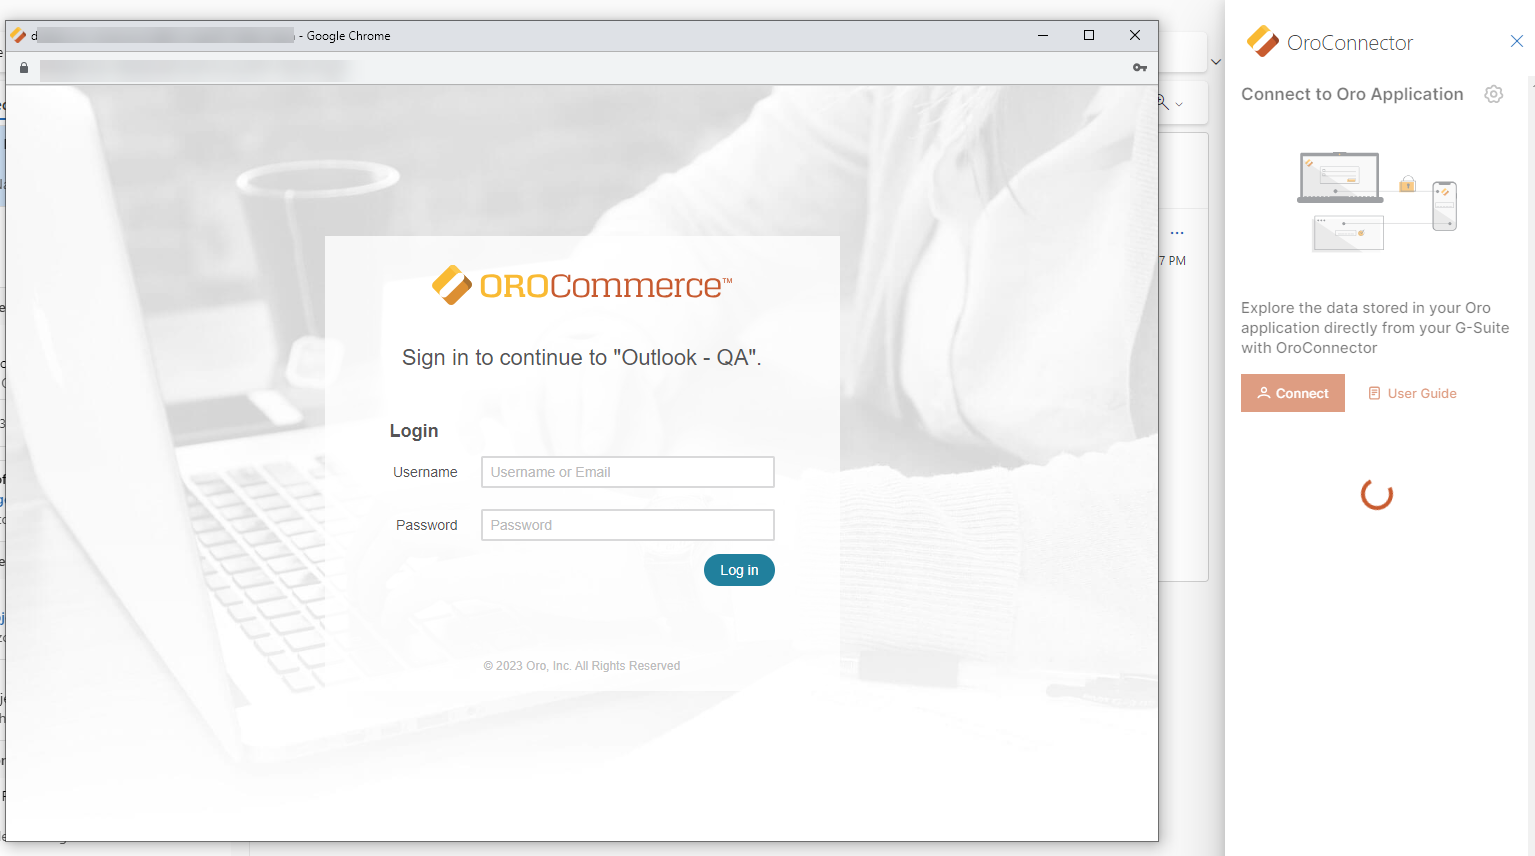 - Google Chrome
OROCommerce™
Sign in to continue to "Outlook - QA".
Login
Username
Username or Email
Password
Password
Log in
© 2023 Oro, Inc. All Rights Reserved
7 PM
OroConnector
Connect to Oro Application
Explore the data stored in your Oro
application directly from your G-Suite
with OroConnector
Connect
User Guide